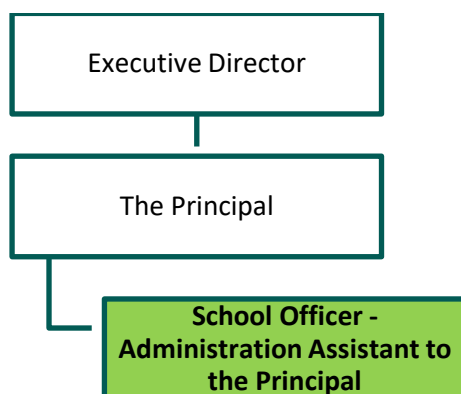 Executive Director
The Principal
School Officer -
Administration Assistant to
the Principal